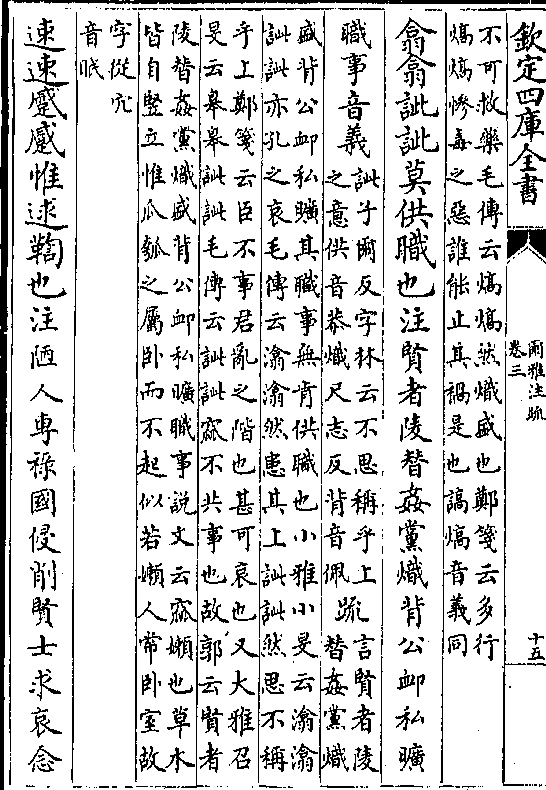 欽定四庫全書
爾雅注疏
卷三
十五
不可救藥毛傳云熇熇然熾盛也鄭箋云多行
熇熇慘毒之惡誰能止其禍是也謞熇音義同
翕翕訿訿莫供職也注賢者陵替姦黨熾背公卹私曠
職事音義
訿子爾反字林云不思稱乎上
之意供音恭熾尺志反背音佩
疏
言賢者陵
替姦黨熾
盛背公卹私曠其職事無肯供職也小雅小旻云潝潝
訿訿亦孔之哀毛傳云潝潝然患其上訿訿然思不稱
乎上鄭箋云臣不事君亂之階也甚可哀也又大雅召
旻云臯臯訿訿毛傳云訿訿窳不共事也故郭云賢者
陵替姦黨熾盛背公卹私曠職事說文云窳嬾也草木
皆自豎立惟瓜瓠之屬卧而不起似若嬾人常卧室故
字從宂
音眠
速速蹙蹙惟逑鞫也注陋人專祿國侵削賢士求哀念